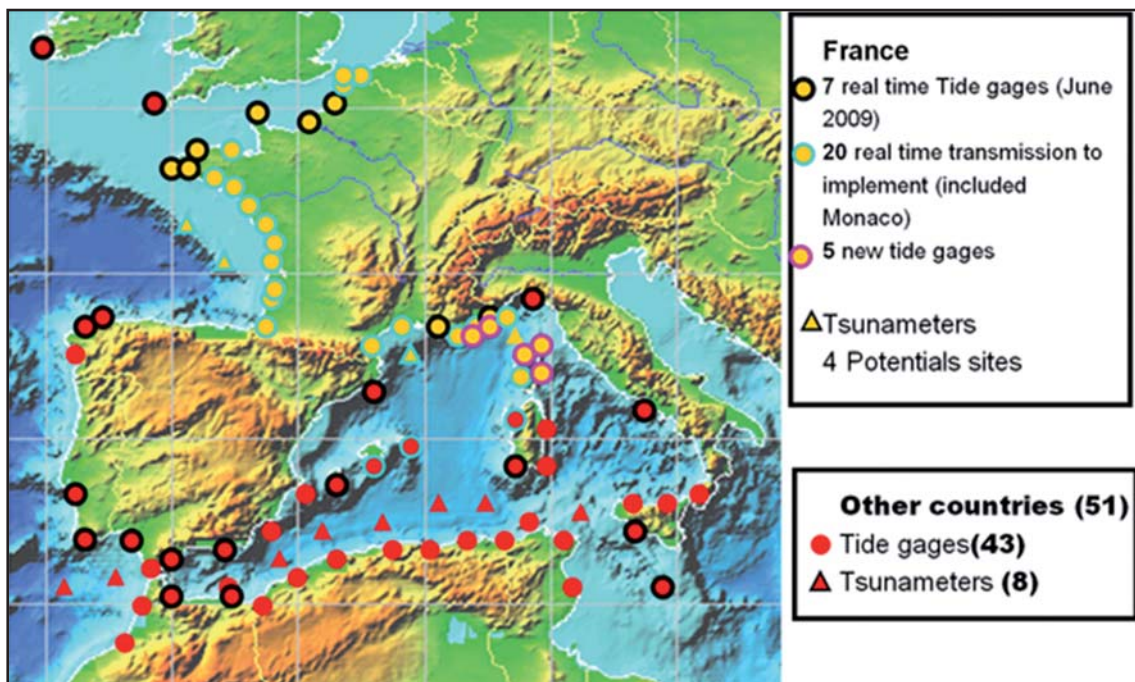 France
7 real time Tide gages (June
2009)
20 real time transmission to
implement (included
Monaco)
5 new tide gages
Tsunameters
4 Potentials sites
Other countries (51)
Tide gages(43)
Tsunameters (8)